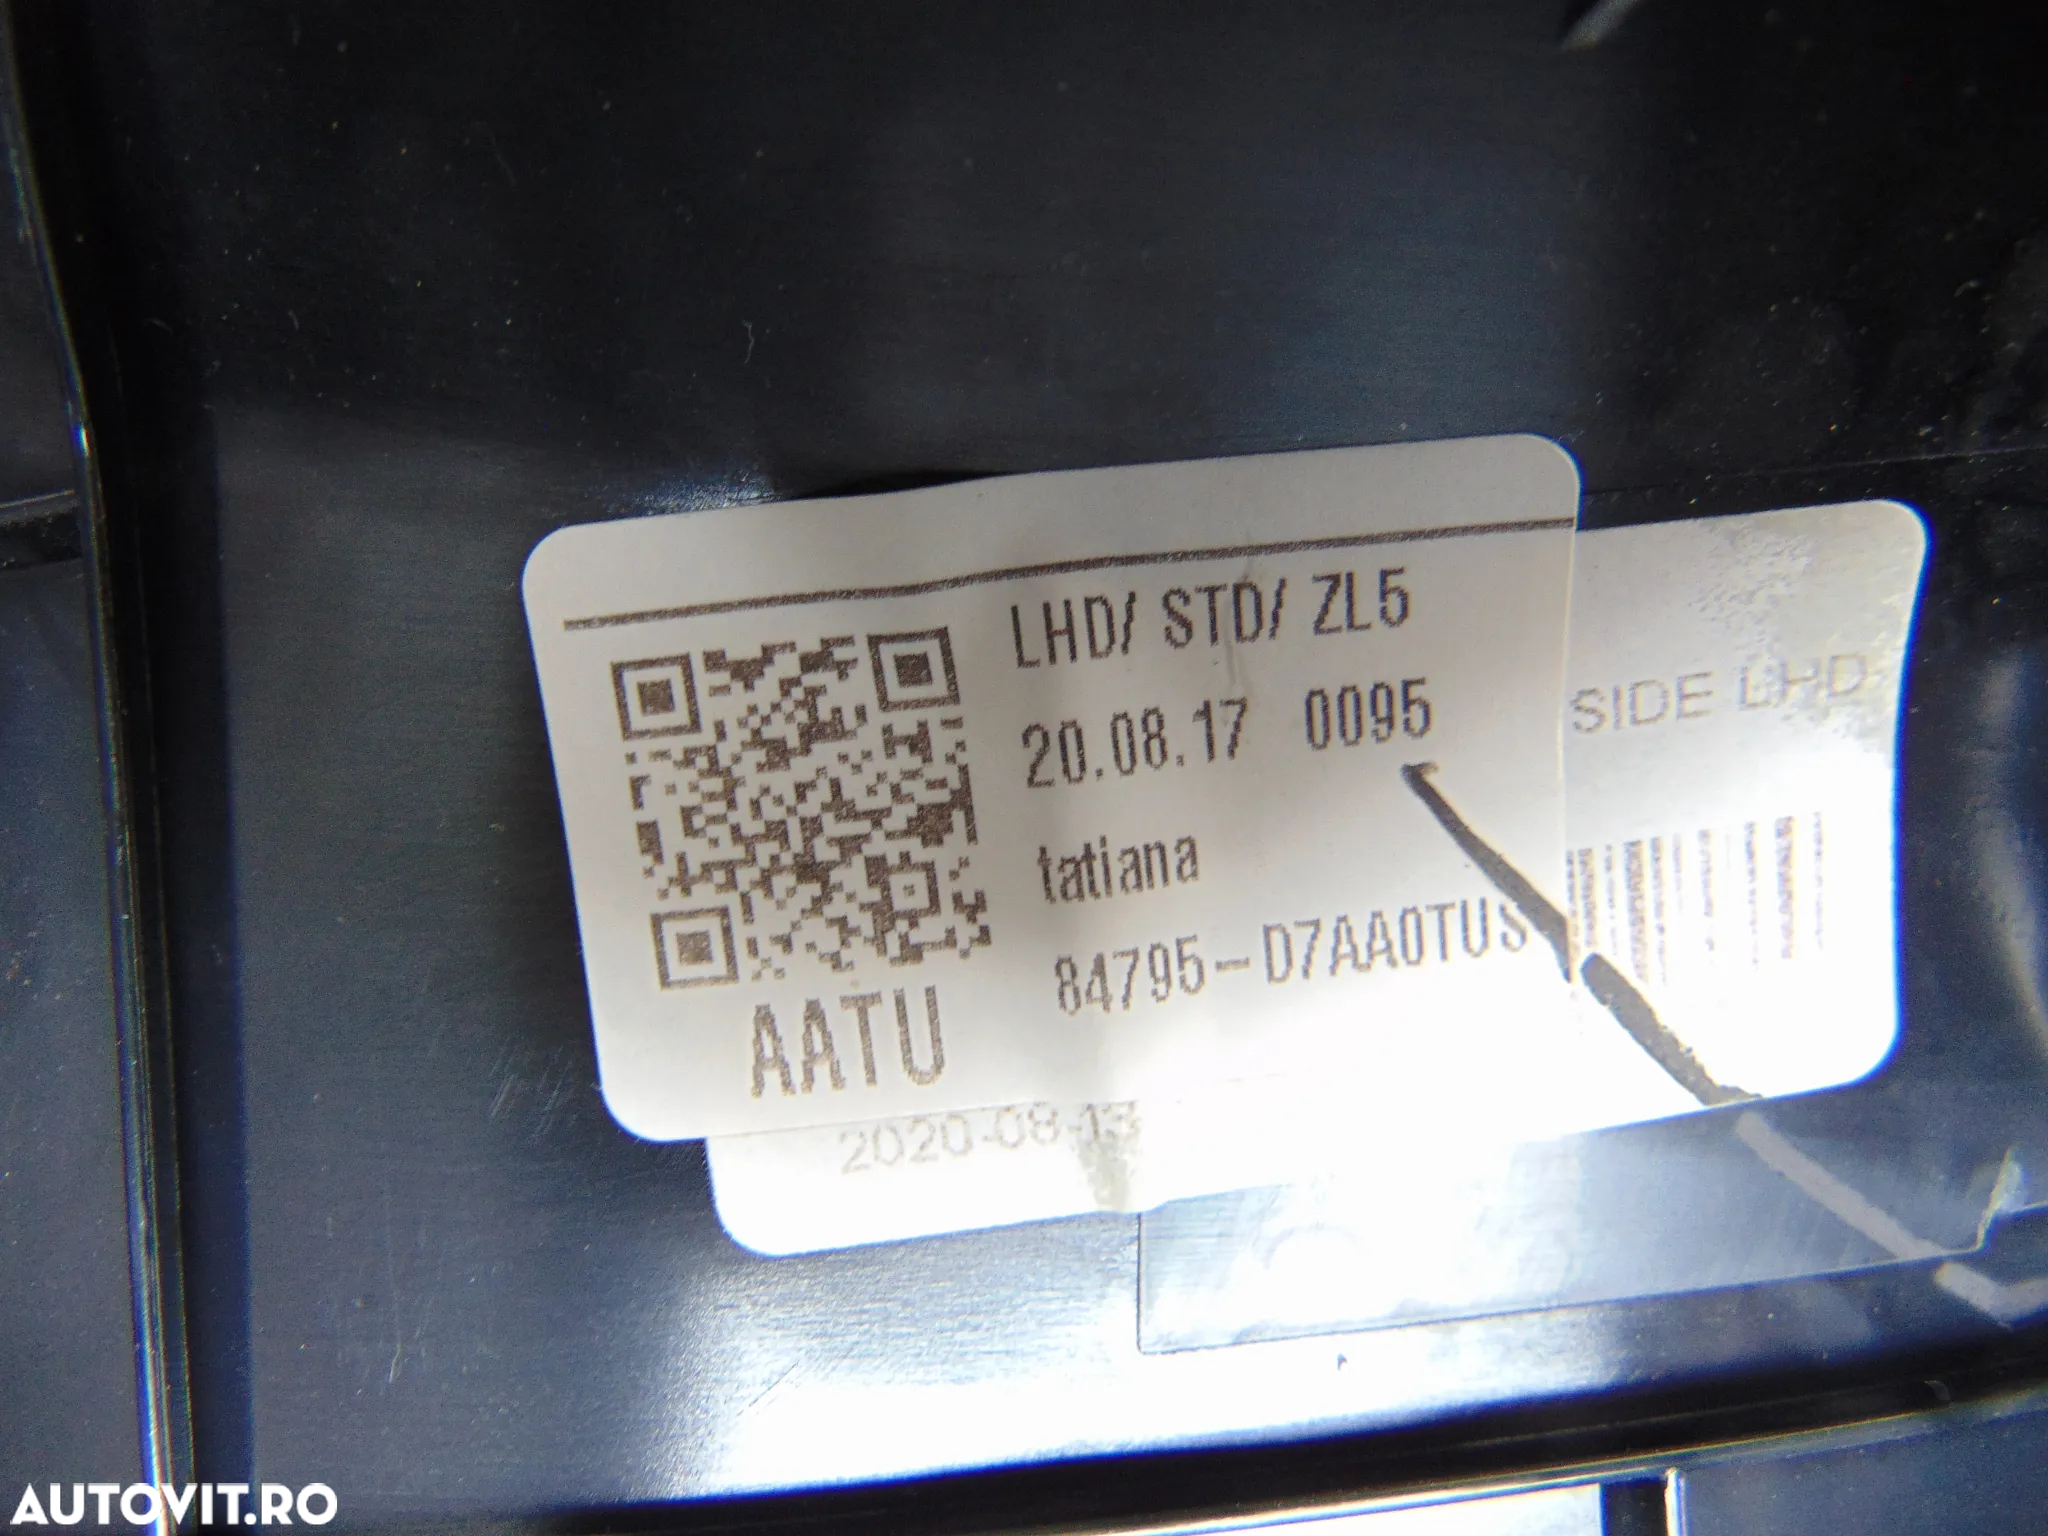 LHD/ STD/ ZL5
20.08.17 0095
SIDE LHD
tatiana
84795-D7AA0TUS
AATU
2020-08-13
AUTOVIT.RO